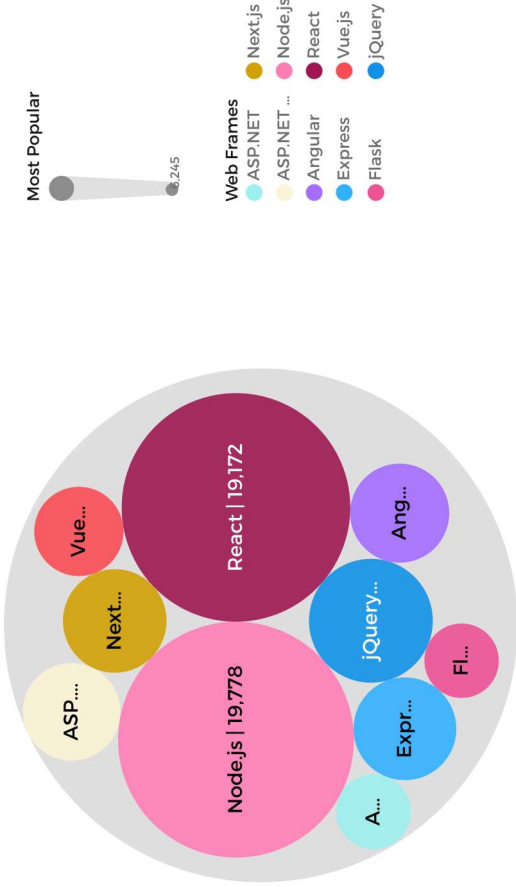 Most Popular
6,245
Web Frames
ASP.NET
ASP.NET ...
Angular
Express
Flask
Next.js
Node.js
React
Vue.js
jQuery
Vue...
Next...
ASP....
React | 19,172
Node.js | 19,778
Ang...
jQuery...
Expr...
Fl...
A...